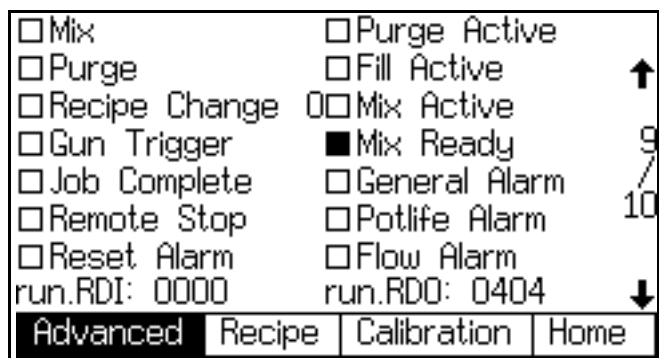 Mix Purge Active
Purge Fill Active
Recipe Change 0 Mix Active
Gun Trigger Mix Ready 9
Job Complete General Alarm /
Remote Stop Potlife Alarm 10
Reset Alarm Flow Alarm
run.RDI: 0000 run.RDO: 0404
Advanced Recipe Calibration Home